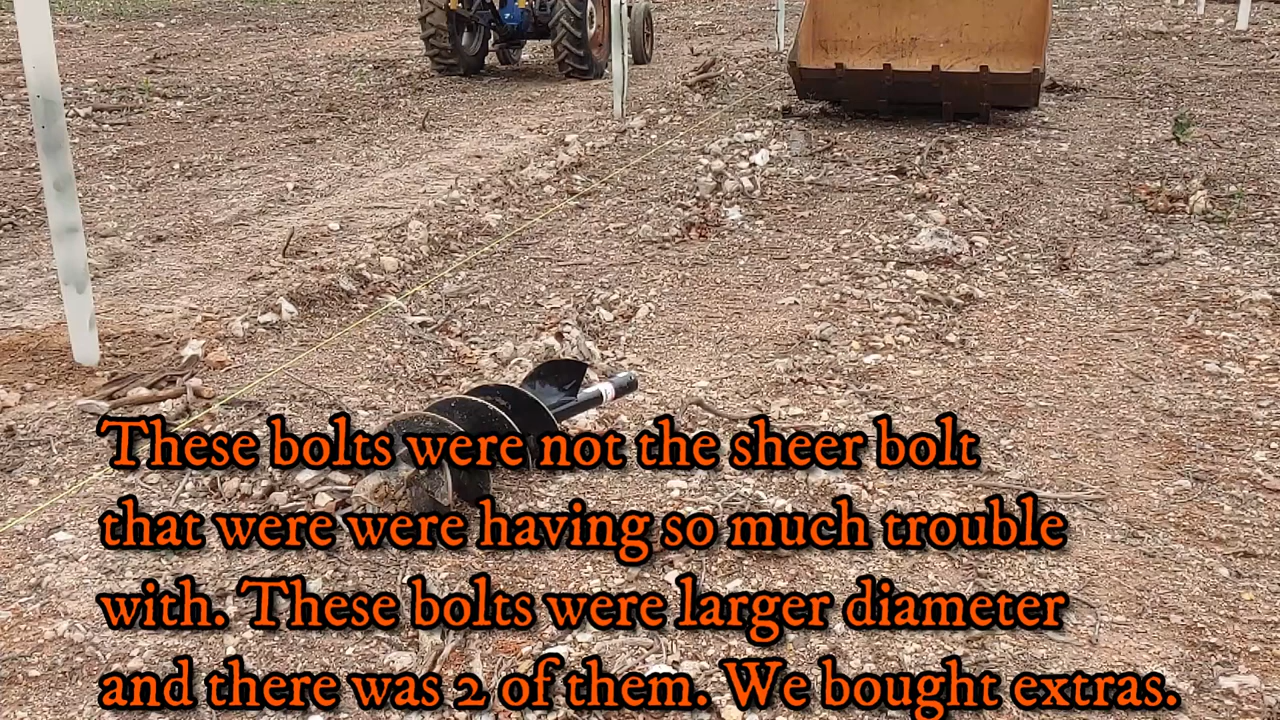 These bolts were not the sheer bolt
that were were having so much trouble
with. These bolts were larger diameter
and there was 2 of them. We bought extras.